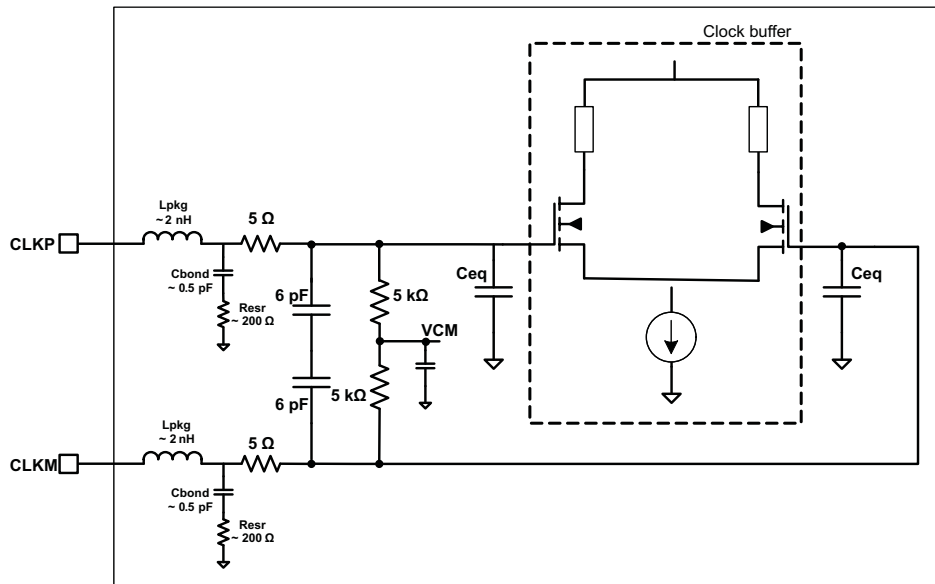 Clock buffer
Lpkg
~ 2 nH
5 Ω
CLKP
Cbond
~ 0.5 pF
Resr
~ 200 Ω
6 pF
5 kΩ
Ceq
Ceq
VCM
6 pF
5 kΩ
Lpkg
~ 2 nH
5 Ω
CLKM
Cbond
~ 0.5 pF
Resr
~ 200 Ω